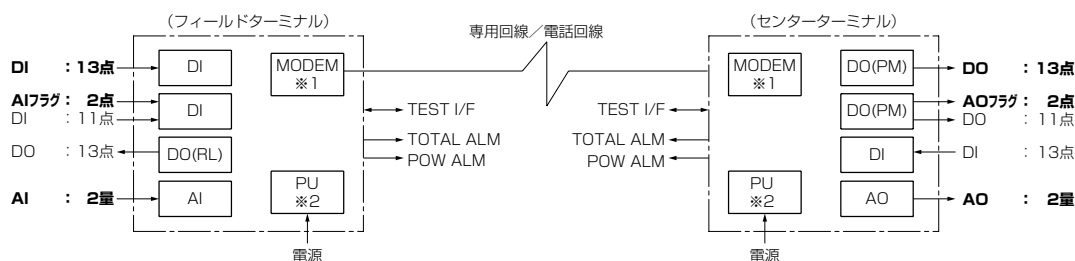 （フィールドターミナル）
DI ：13点
DI
MODEM
※1
AIフラグ： 2点
DI ：11点
DI
DO ：13点
DO(RL)
AI ： 2量
AI
PU
※2
電源
TEST I/F
TOTAL ALM
POW ALM
専用回線／電話回線
（センターターミナル）
TEST I/F
TOTAL ALM
POW ALM
MODEM
※1
PU
※2
電源
DO(PM)
DO ：13点
DO(PM)
AOフラグ： 2点
DO ：11点
DI
DI ：13点
AO
AO ： 2量